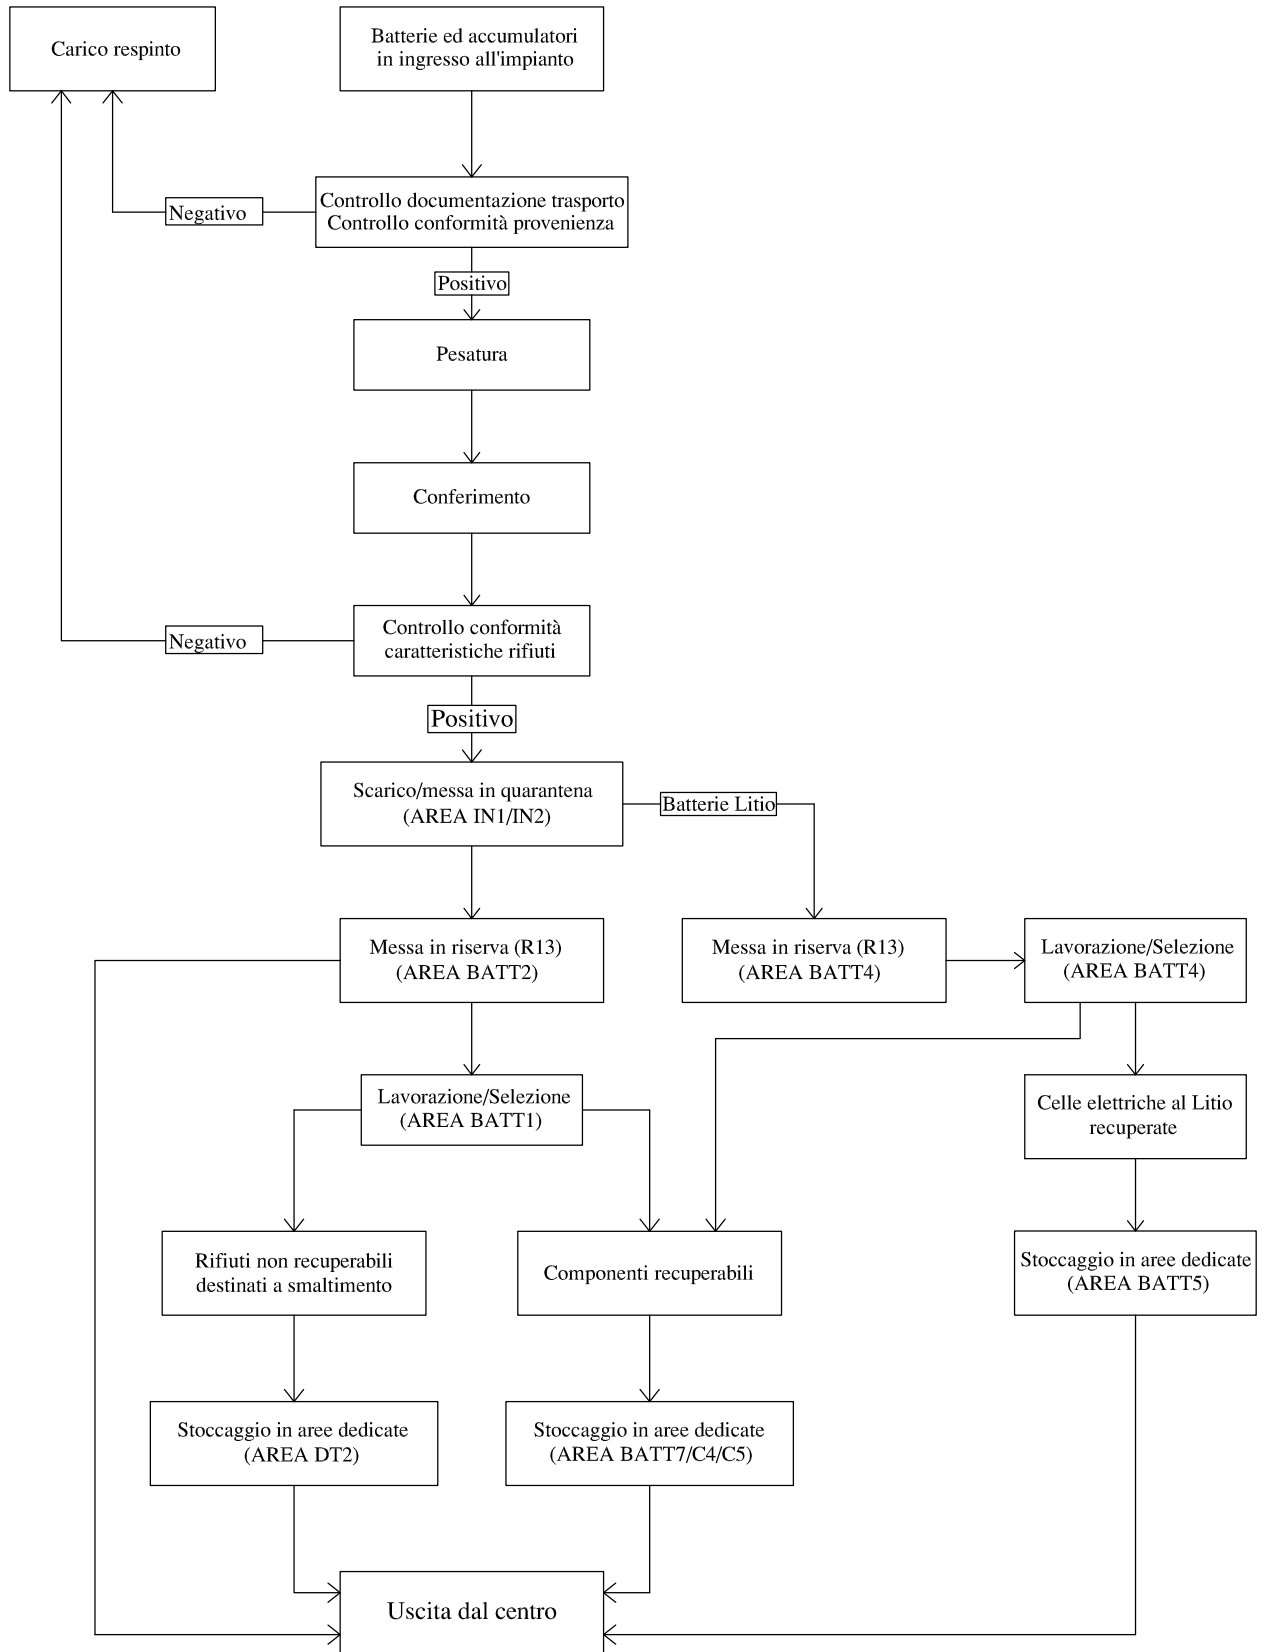 Carico respinto
Batterie ed accumulatori
in ingresso all'impianto
Controllo documentazione trasporto
Controllo conformità provenienza
Negativo
Positivo
Pesatura
Conferimento
Controllo conformità
caratteristiche rifiuti
Negativo
Positivo
Scarico/messa in quarantena
(AREA IN1/IN2)
Batterie Litio
Messa in riserva (R13)
(AREA BATT2)
Messa in riserva (R13)
(AREA BATT4)
Lavorazione/Selezione
(AREA BATT4)
Lavorazione/Selezione
(AREA BATT1)
Celle elettriche al Litio
recuperate
Rifiuti non recuperabili
destinati a smaltimento
Componenti recuperabili
Stoccaggio in aree dedicate
(AREA BATT5)
Stoccaggio in aree dedicate
(AREA DT2)
Stoccaggio in aree dedicate
(AREA BATT7/C4/C5)
Uscita dal centro